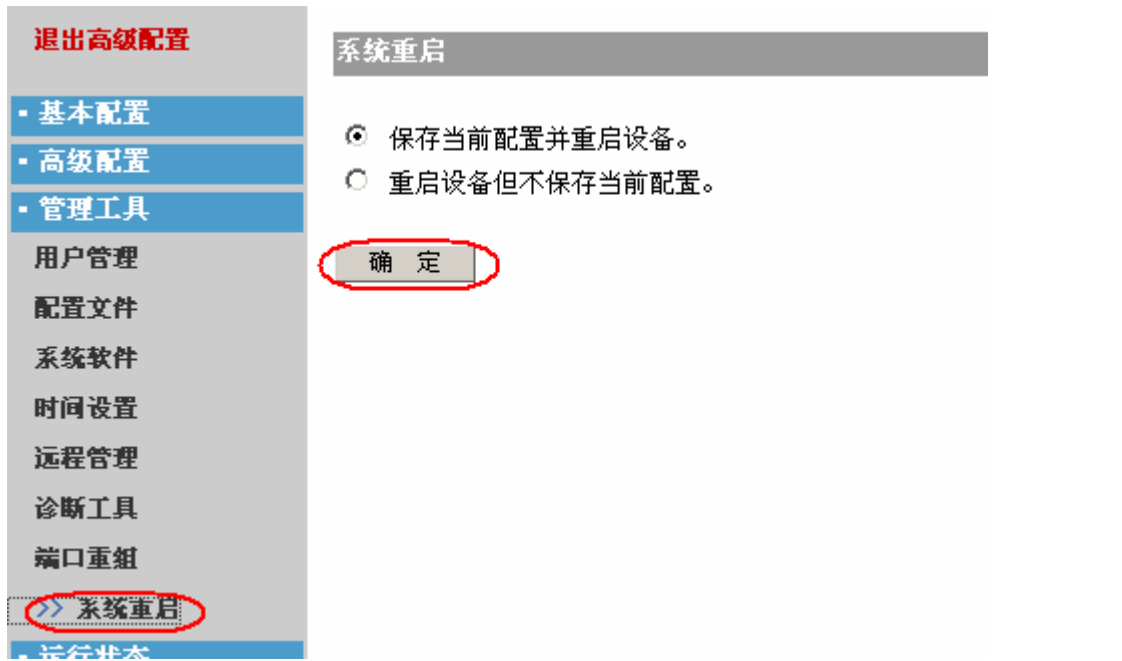 退出高级配置
▪ 基本配置
▪ 高级配置
▪ 管理工具
用户管理
配置文件
系统软件
时间设置
远程管理
诊断工具
端口重组
>> 系统重启
▪ 运行状态
系统重启
保存当前配置并重启设备。
重启设备但不保存当前配置。
确 定